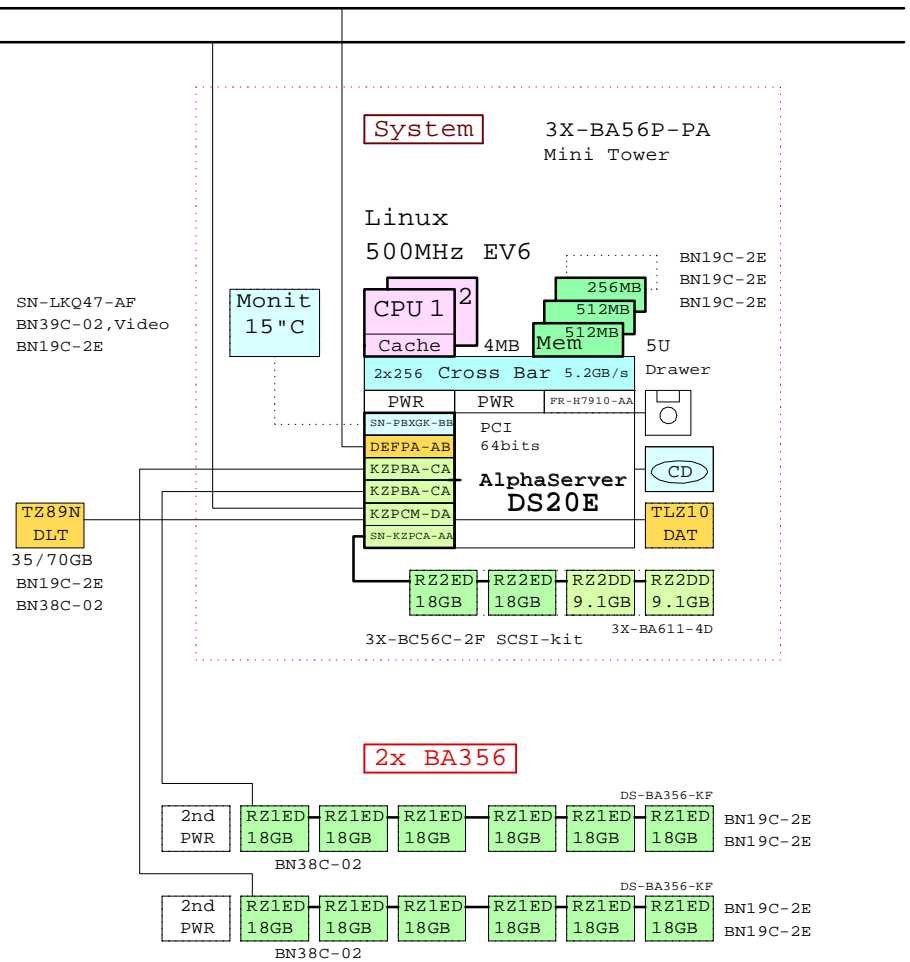 System
3X-BA56P-PA
Mini Tower
Linux
500MHz EV6
BN19C-2E
BN19C-2E
BN19C-2E
SN-LKQ47-AF
BN39C-02,Video
BN19C-2E
Monit
15"C
2
CPU 1
Cache
4MB
256MB
512MB
512MB
Mem
5U
Drawer
2x256 Cross Bar 5.2GB/s
PWR
PWR
FR-H7910-AA
SN-PBXGK-BB
DEFPA-AB
KZPBA-CA
KZPBA-CA
KZPCM-DA
SN-KZPCA-AA
PCI
64bits
AlphaServer
DS20E
CD
TZ89N
DLT
35/70GB
BN19C-2E
BN38C-02
TLZ10
DAT
RZ2ED RZ2ED RZ2DD RZ2DD
18GB 18GB 9.1GB 9.1GB
3X-BA611-4D
3X-BC56C-2F SCSI-kit
2x BA356
DS-BA356-KF
2nd RZ1ED RZ1ED RZ1ED RZ1ED RZ1ED RZ1ED BN19C-2E
PWR 18GB 18GB 18GB 18GB 18GB 18GB BN19C-2E
BN38C-02
DS-BA356-KF
2nd RZ1ED RZ1ED RZ1ED RZ1ED RZ1ED RZ1ED BN19C-2E
PWR 18GB 18GB 18GB 18GB 18GB 18GB BN19C-2E
BN38C-02